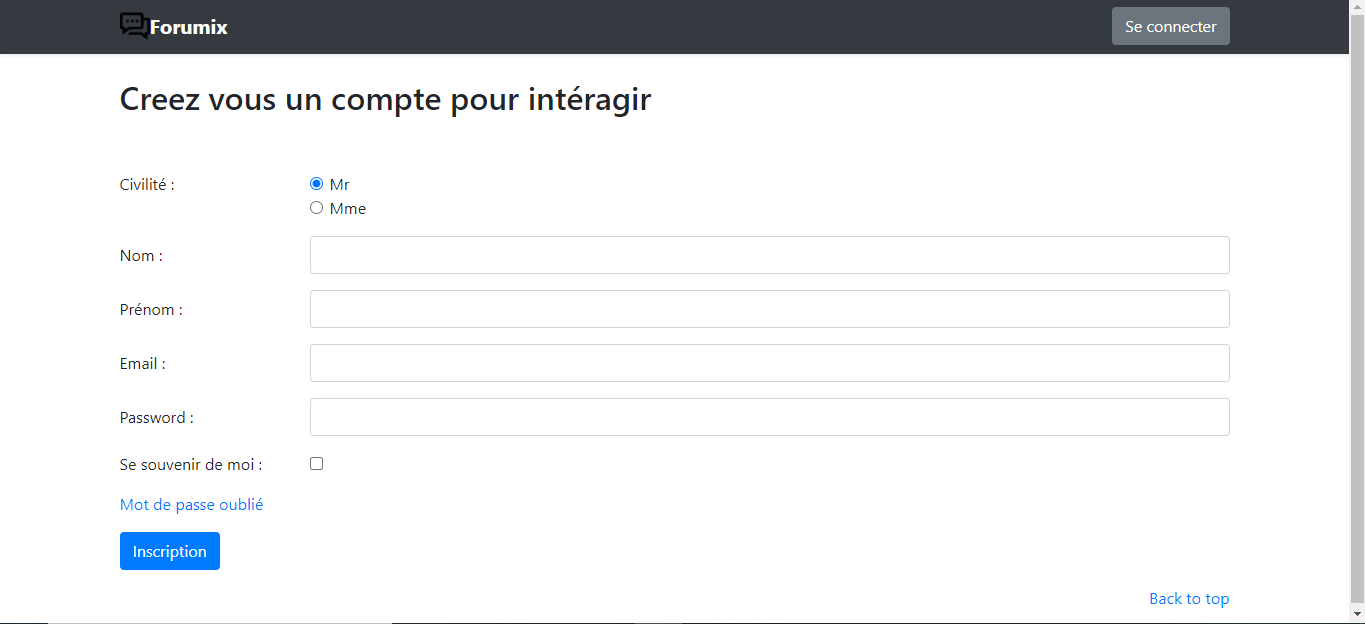 Forumix
Se connecter
Creez vous un compte pour intéragir
Civilité :
Mr
Mme
Nom :
Prénom :
Email :
Password :
Se souvenir de moi :
Mot de passe oublié
Inscription
Back to top